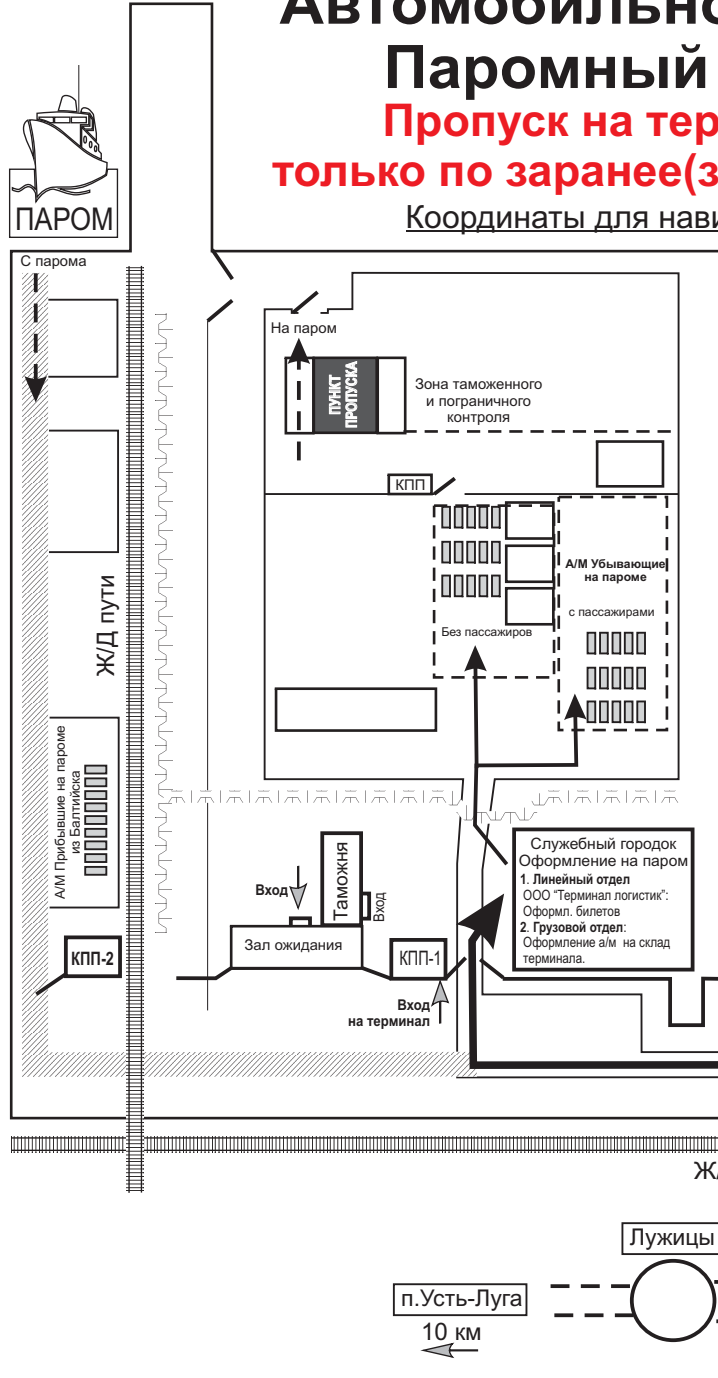 Автомобильно
Паромный
Пропуск на тер
только по заранее(з
Координаты для нави
ПАРОМ
С парома
На паром
ПУНКТ
ПРОПУСКА
Зона таможенного
и пограничного
контроля
КПП
А/М Убывающие
на пароме
с пассажирами
Без пассажиров
Ж/Д пути
А/М Прибывшие на пароме
из Балтийска
КПП-2
Вход
Таможня
Вход
Зал ожидания
КПП-1
Вход
на терминал
Служебный городок
Оформление на паром
1. Линейный отдел
ООО “Терминал логистик”:
Оформл. билетов
2. Грузовой отдел:
Оформление а/м на склад
терминала.
Ж/
Лужицы
п.Усть-Луга
10 км